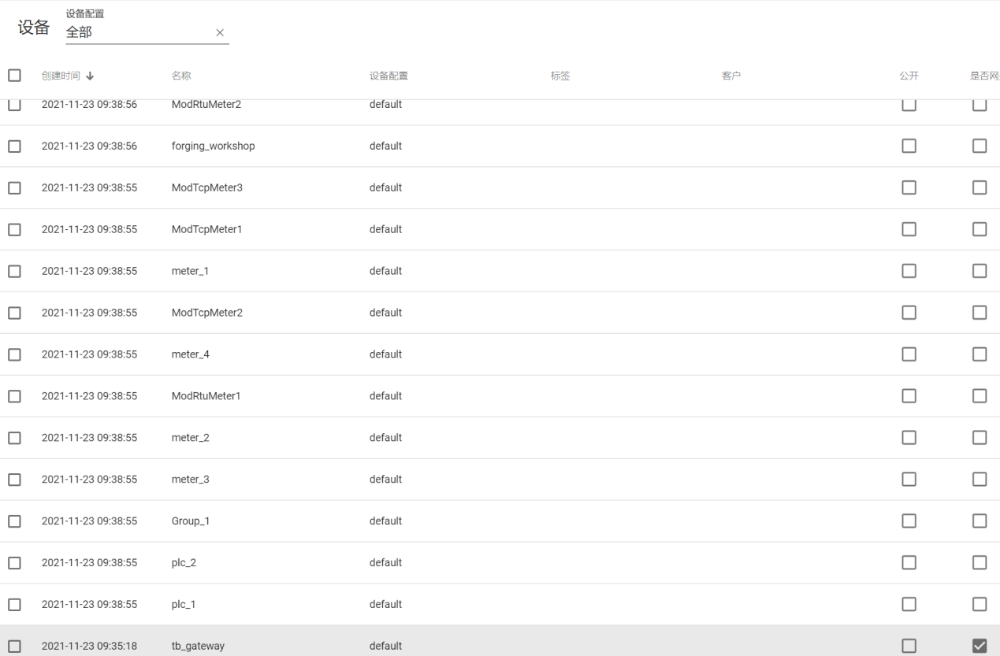 设备
设备配置
全部
创建时间 名称 设备配置 标签 客户 公开 是否网
2021-11-23 09:38:56 ModRtuMeter2 default
2021-11-23 09:38:56 forging_workshop default
2021-11-23 09:38:55 ModTcpMeter3 default
2021-11-23 09:38:55 ModTcpMeter1 default
2021-11-23 09:38:55 meter_1 default
2021-11-23 09:38:55 ModTcpMeter2 default
2021-11-23 09:38:55 meter_4 default
2021-11-23 09:38:55 ModRtuMeter1 default
2021-11-23 09:38:55 meter_2 default
2021-11-23 09:38:55 meter_3 default
2021-11-23 09:38:55 Group_1 default
2021-11-23 09:38:55 plc_2 default
2021-11-23 09:38:55 plc_1 default
2021-11-23 09:35:18 tb_gateway default